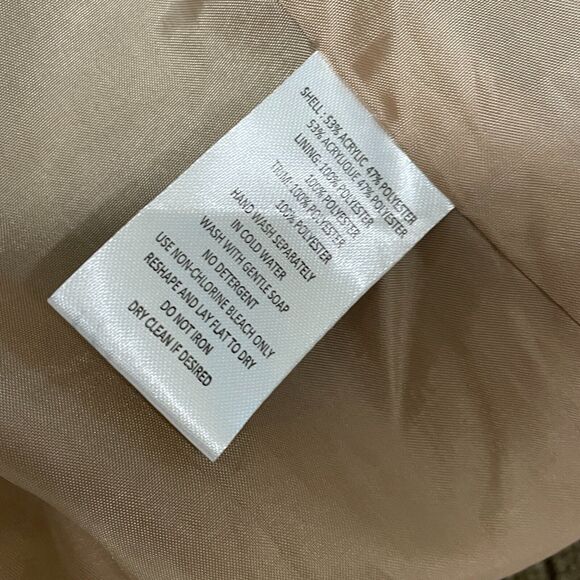 SHELL : 53% ACRYLIC 47% POLYESTER
53% ACRYLIQUE 47% POLYESTER
LINING: 100% POLYESTER
100% POLYESTER
TRIM: 100% POLYESTER
100% POLYESTER
HAND WASH SEPARATELY
IN COLD WATER
WASH WITH GENTLE SOAP
NO DETERGENT
USE NON-CHLORINE BLEACH ONLY
RESHAPE AND LAY FLAT TO DRY
DO NOT IRON
DRY CLEAN IF DESIRED